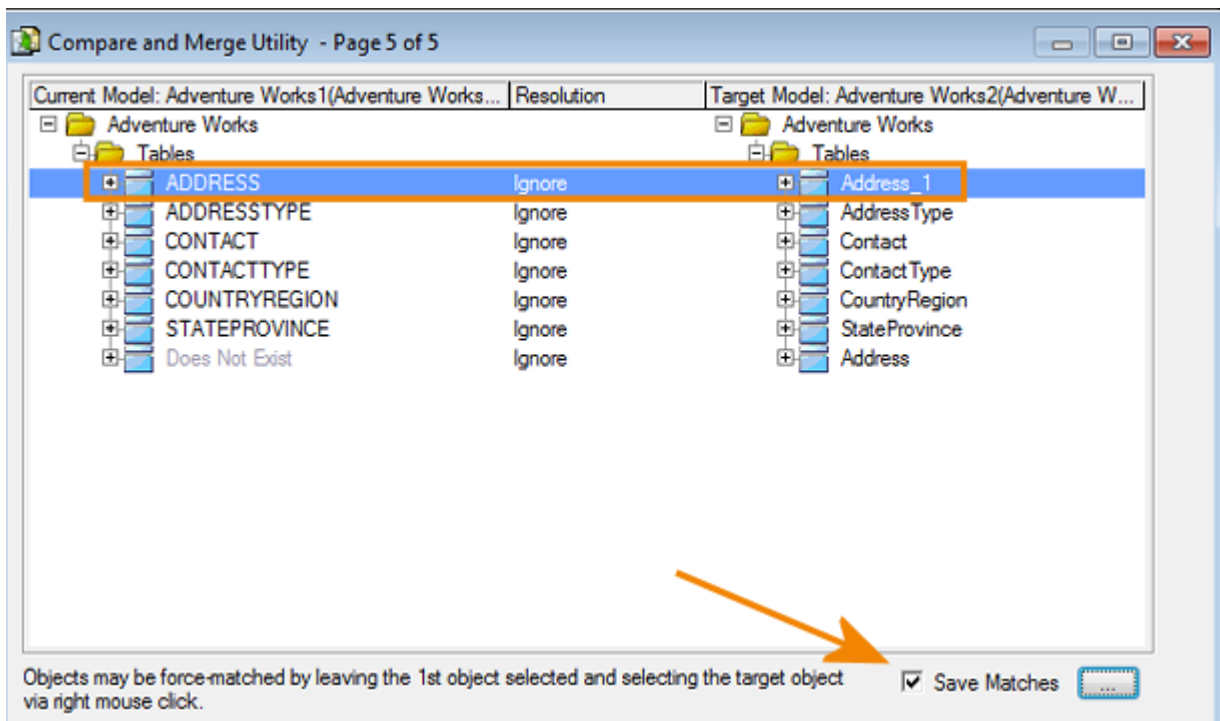 Compare and Merge Utility - Page 5 of 5
Current Model: Adventure Works1(Adventure Works... Resolution Target Model: Adventure Works2(Adventure W...
Adventure Works Adventure Works
Tables Tables
ADDRESS Ignore Address_1
ADDRESSTYPE Ignore AddressType
CONTACT Ignore Contact
CONTACTTYPE Ignore ContactType
COUNTRYREGION Ignore CountryRegion
STATEPROVINCE Ignore StateProvince
Does Not Exist Ignore Address
Objects may be force-matched by leaving the 1st object selected and selecting the target object
via right mouse click.
Save Matches ...